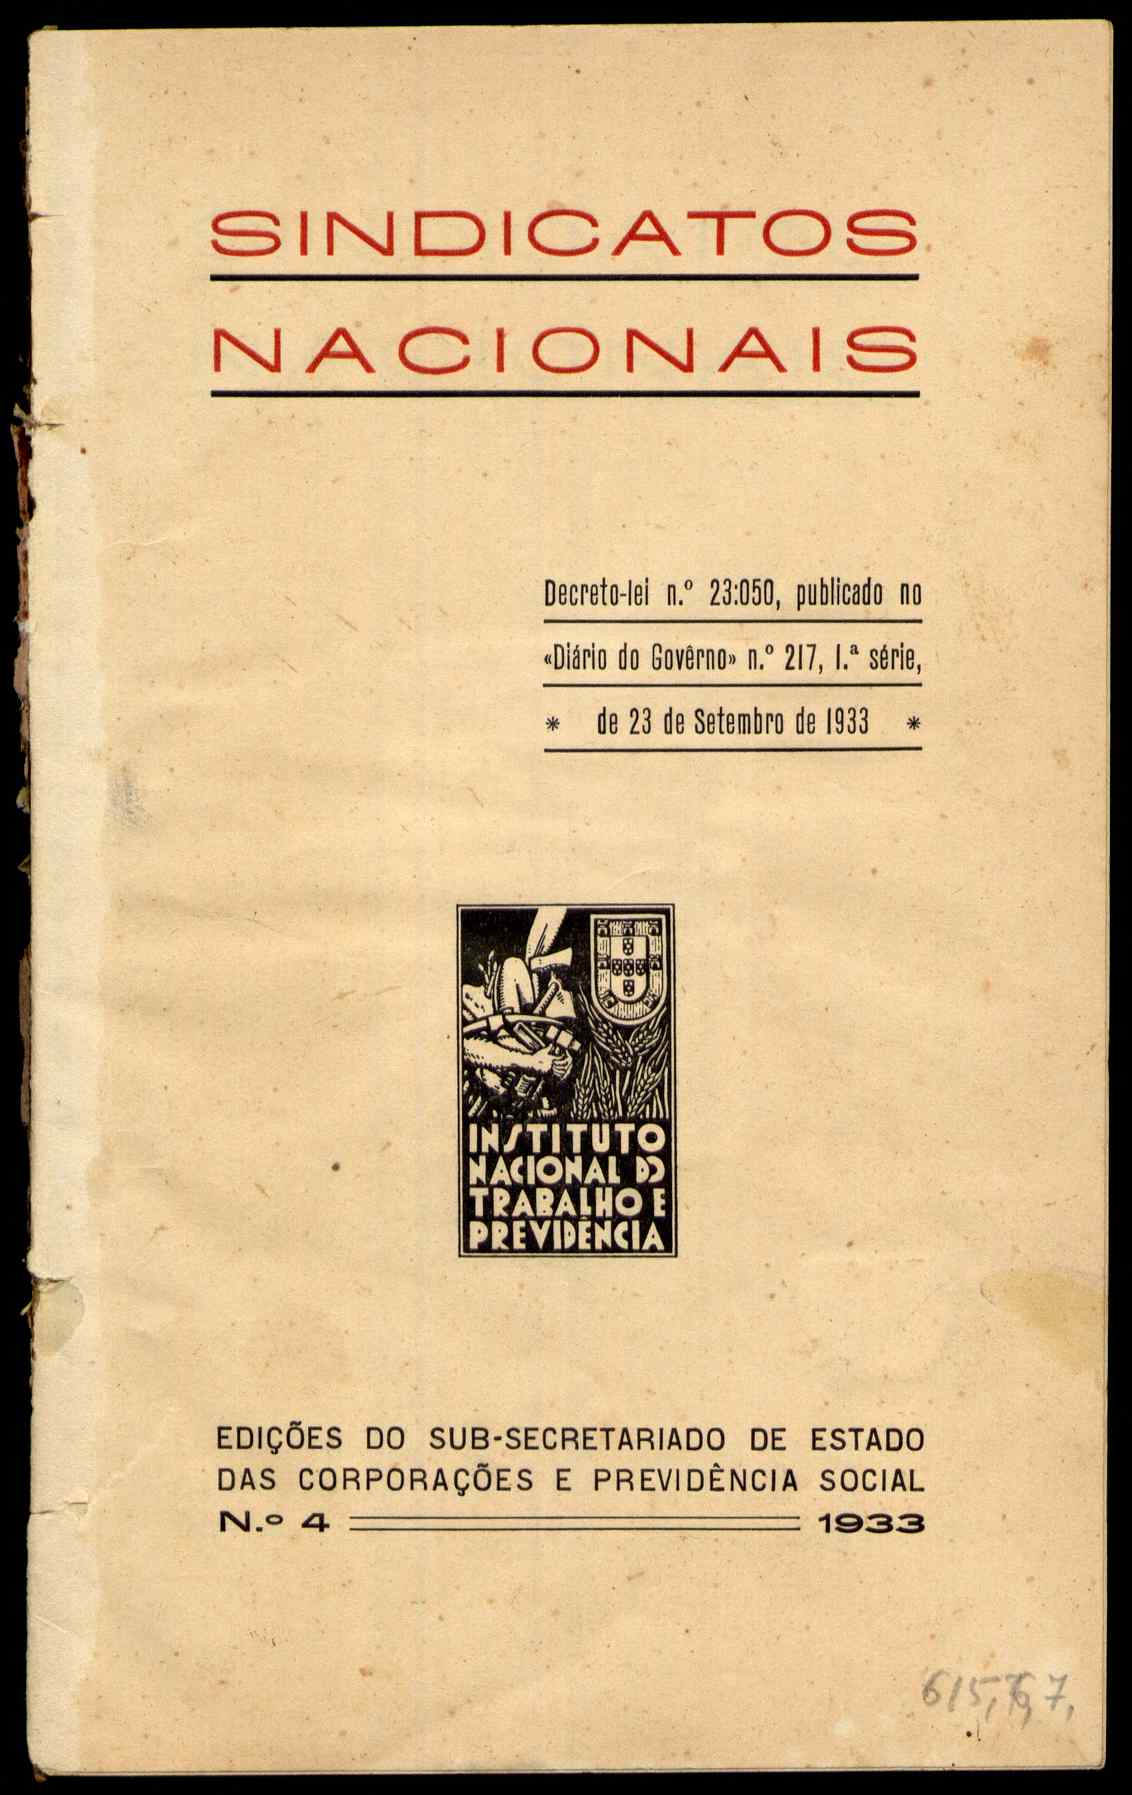 SINDICATOS
NACIONAIS
Decreto-lei n.º 23:050, publicado no
«Diário do Govêrno» n.º 217, 1.ª série,
* de 23 de Setembro de 1933 *
INSTITUTO
NACIONAL DO
TRABALHO E
PREVIDÊNCIA
EDIÇÕES DO SUB-SECRETARIADO DE ESTADO
DAS CORPORAÇÕES E PREVIDÊNCIA SOCIAL
N.º 4 1933